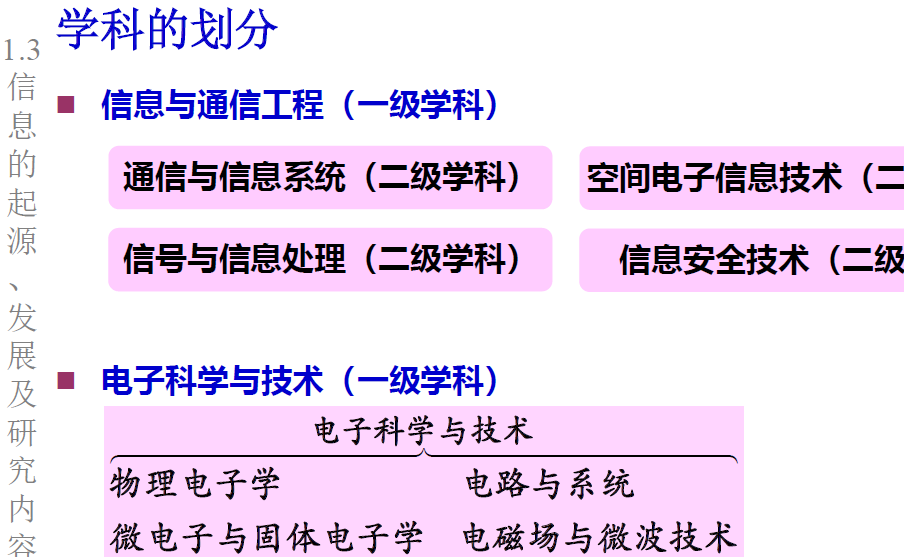 学科的划分
1.3信息的起源、发展及研究内容
■ 信息与通信工程（一级学科）
通信与信息系统（二级学科） 空间电子信息技术（二
信号与信息处理（二级学科） 信息安全技术（二级
■ 电子科学与技术（一级学科）
电子科学与技术
物理电子学 电路与系统
微电子与固体电子学 电磁场与微波技术